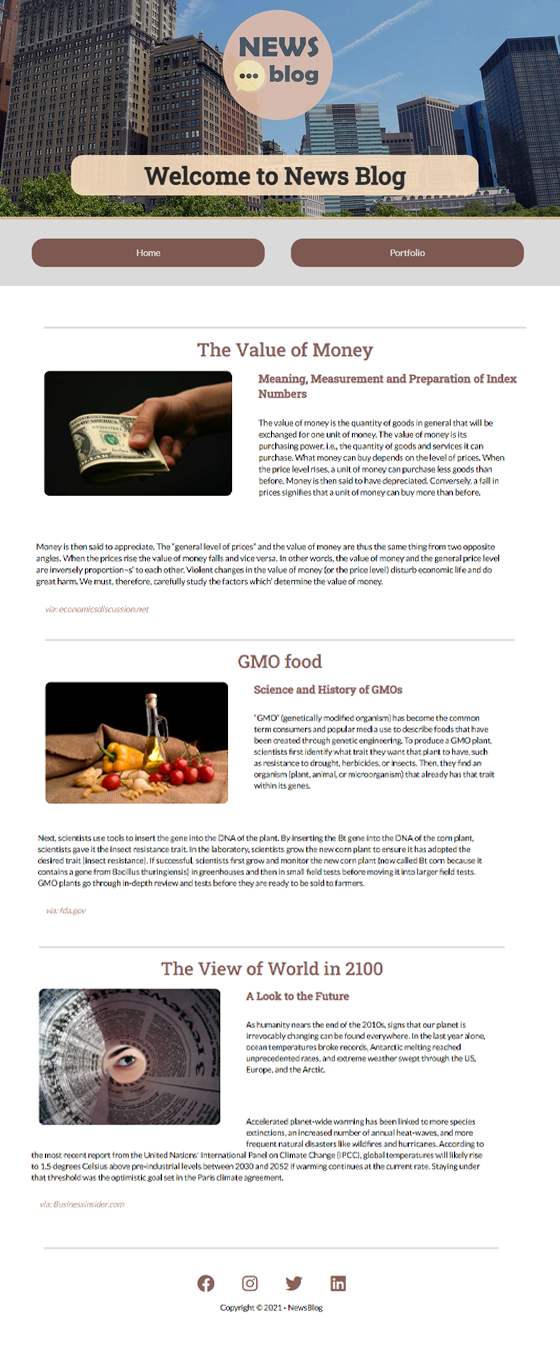 NEWS
blog
Welcome to News Blog
Home
Portfolio
The Value of Money
Meaning, Measurement and Preparation of Index
Numbers
The value of money is the quantity of goods in general that will be
exchanged for one unit of money. The value of money is its
purchasing power, i.e., the quantity of goods and services it can
purchase. What money can buy depends on the level of prices. When
the price level rises, a unit of money can purchase less goods than
before. Money is then said to have depreciated. Conversely, a fall in
prices signifies that a unit of money can buy more than before.
Money is then said to appreciate. The "general level of prices" and the value of money are thus the same thing from two opposite
angles. When the prices rise the value of money falls and vice versa. In other words, the value of money and the general price level
are inversely proportion¬s' to each other. Violent changes in the value of money (or the price level) disturb economic life and do
great harm. We must, therefore, carefully study the factors which' determine the value of money.
via: economicsdiscussion.net
GMO food
Science and History of GMOs
"GMO" (genetically modified organism) has become the common
term consumers and popular media use to describe foods that have
been created through genetic engineering. To produce a GMO plant,
scientists first identify what trait they want that plant to have, such
as resistance to drought, herbicides, or insects. Then, they find an
organism (plant, animal, or microorganism) that already has that trait
within its genes.
Next, scientists use tools to insert the gene into the DNA of the plant. By inserting the Bt gene into the DNA of the corn plant,
scientists gave it the insect resistance trait. In the laboratory, scientists grow the new corn plant to ensure it has adopted the
desired trait (insect resistance). If successful, scientists first grow and monitor the new corn plant (now called Bt corn because it
contains a gene from Bacillus thuringiensis) in greenhouses and then in small field tests before moving it into larger field tests.
GMO plants go through in-depth review and tests before they are ready to be sold to farmers.
via: fda.gov
The View of World in 2100
A Look to the Future
As humanity nears the end of the 2010s, signs that our planet is
irrevocably changing can be found everywhere. In the last year alone,
ocean temperatures broke records, Antarctic melting reached
unprecedented rates, and extreme weather swept through the US,
Europe, and the Arctic.
Accelerated planet-wide warming has been linked to more species
extinctions, an increased number of annual heat-waves, and more
frequent natural disasters like wildfires and hurricanes. According to
the most recent report from the United Nations' International Panel on Climate Change (IPCC), global temperatures will likely rise
to 1.5 degrees Celsius above pre-industrial levels between 2030 and 2052 if warming continues at the current rate. Staying under
that threshold was the optimistic goal set in the Paris climate agreement.
via: Businessinsider.com
Copyright © 2021 - NewsBlog